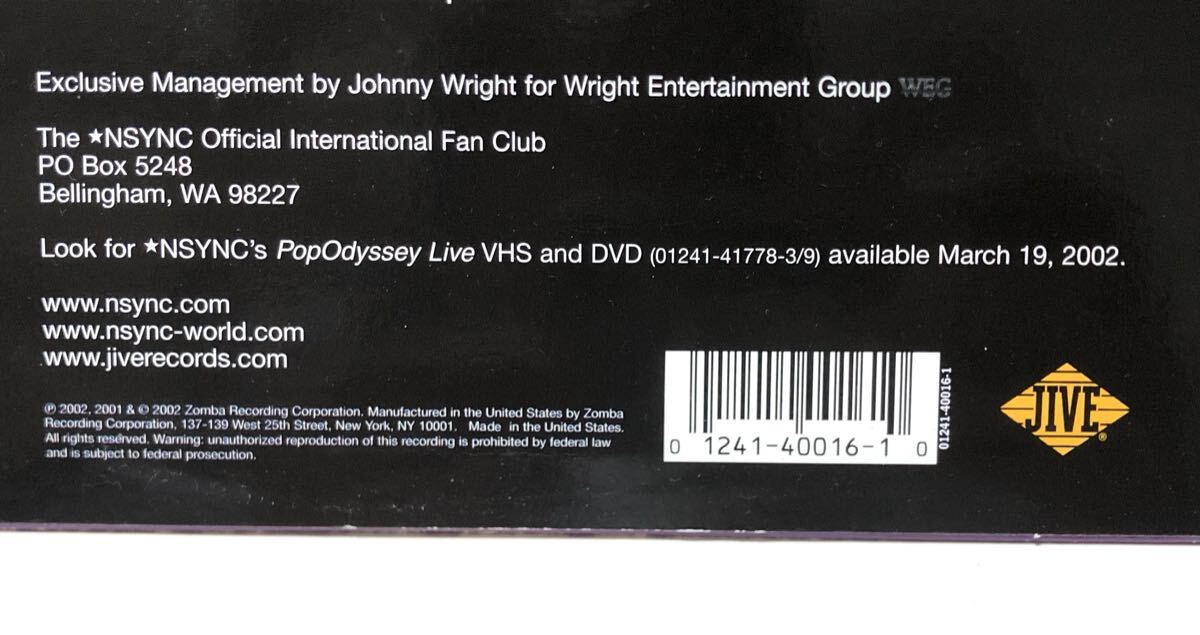 Exclusive Management by Johnny Wright for Wright Entertainment Group WEG
The ★NSYNC Official International Fan Club
PO Box 5248
Bellingham, WA 98227
Look for ★NSYNC's PopOdyssey Live VHS and DVD (01241-41778-3/9) available March 19, 2002.
www.nsync.com
www.nsync-world.com
www.jiverecords.com
℗ 2002, 2001 & © 2002 Zomba Recording Corporation. Manufactured in the United States by Zomba
Recording Corporation, 137-139 West 25th Street, New York, NY 10001. Made in the United States.
All rights reserved. Warning: unauthorized reproduction of this recording is prohibited by federal law
and is subject to federal prosecution.
0 1241-40016-1 0
01241-40016-1
JIVE®